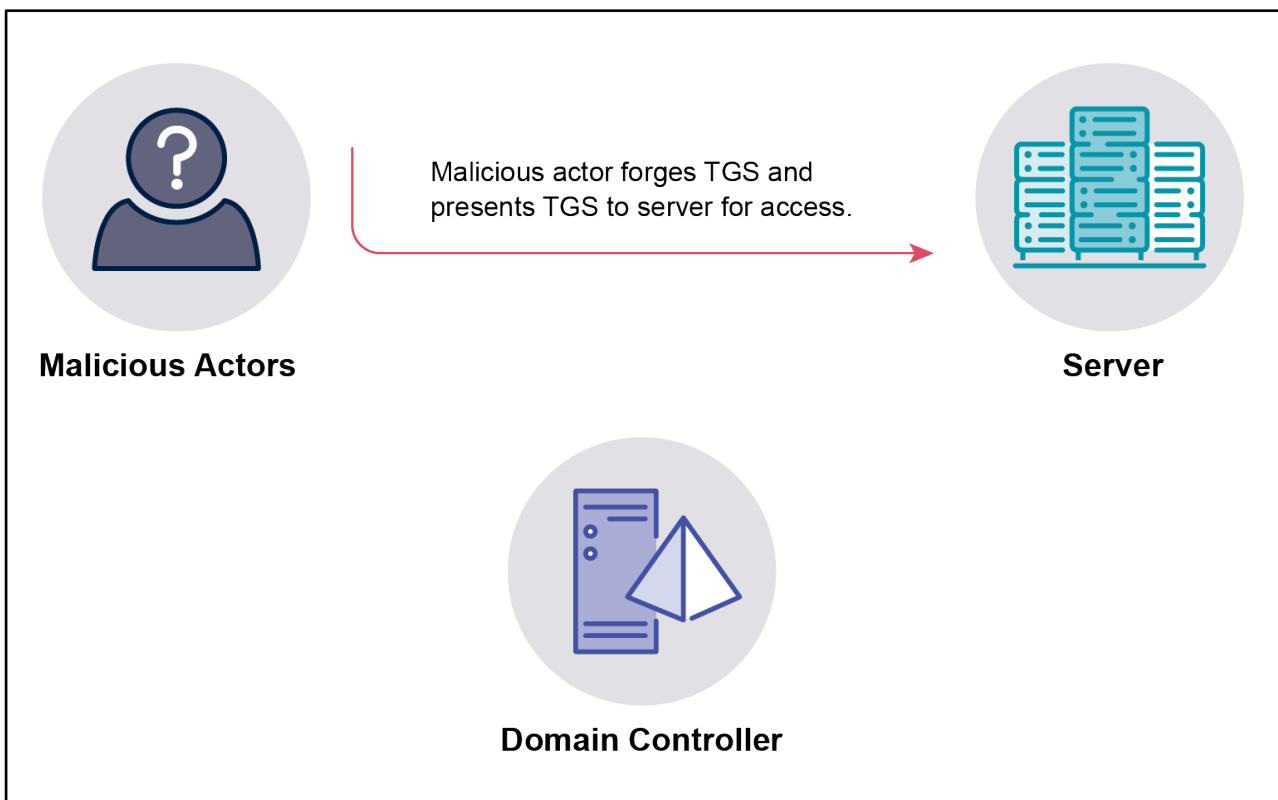 Malicious actor forges TGS and
presents TGS to server for access.
Malicious Actors
Server
Domain Controller